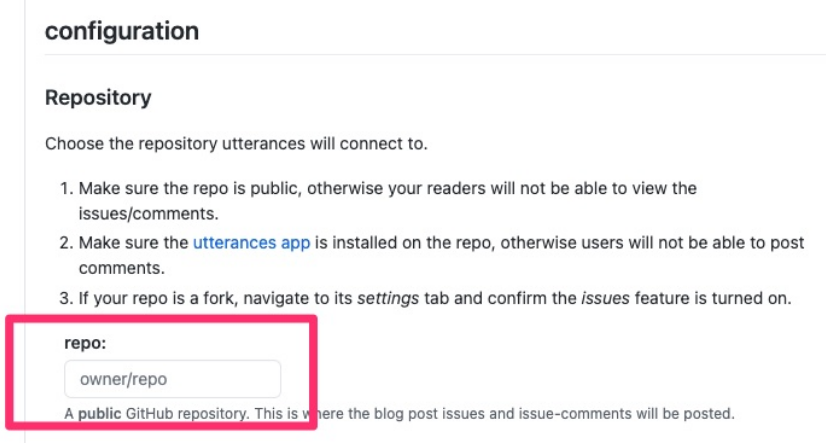 configuration
Repository
Choose the repository utterances will connect to.
1. Make sure the repo is public, otherwise your readers will not be able to view the
issues/comments.
2. Make sure the utterances app is installed on the repo, otherwise users will not be able to post
comments.
3. If your repo is a fork, navigate to its settings tab and confirm the issues feature is turned on.
repo:
owner/repo
A public GitHub repository. This is where the blog post issues and issue-comments will be posted.